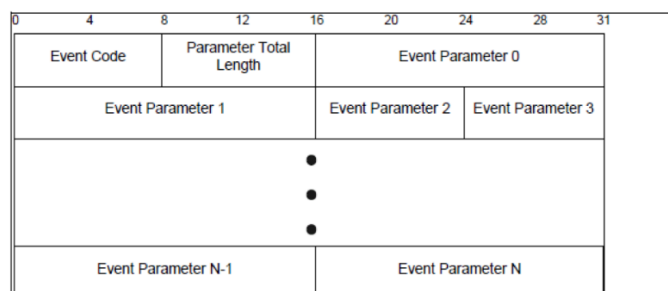 0 4 8 12 16 20 24 28 31
Event Code
Parameter Total
Length
Event Parameter 0
Event Parameter 1
Event Parameter 2
Event Parameter 3
Event Parameter N-1
Event Parameter N